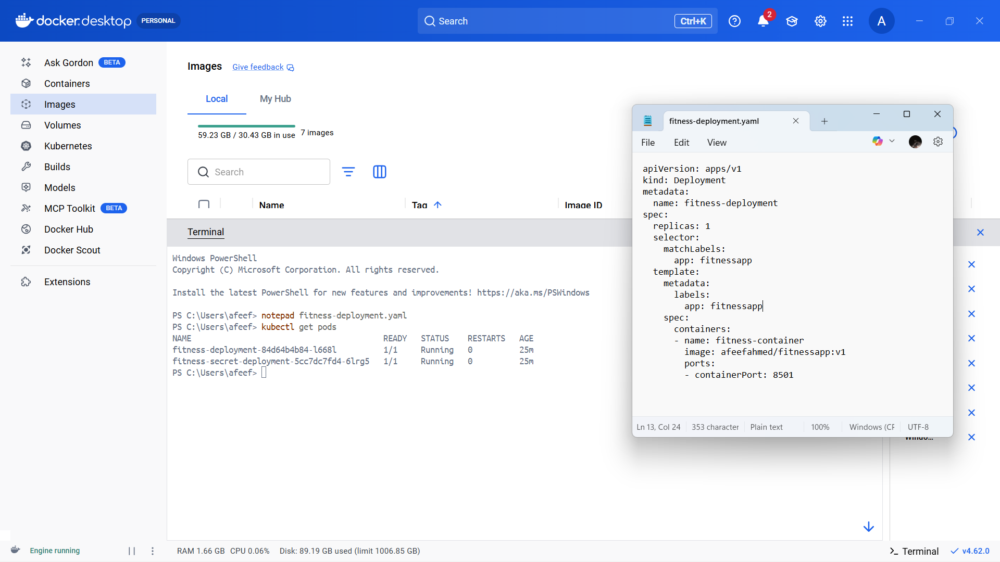 docker.desktop PERSONAL
Search Ctrl+K
2
A
Ask Gordon BETA
Containers
Images
Volumes
Kubernetes
Builds
Models
MCP Toolkit BETA
Docker Hub
Docker Scout
Extensions
Images Give feedback
Local My Hub
59.23 GB / 30.43 GB in use 7 images
Search
Name Tag Image ID
Terminal
Windows PowerShell
Copyright (C) Microsoft Corporation. All rights reserved.
Install the latest PowerShell for new features and improvements! https://aka.ms/PSWindows
PS C:\Users\afeef> notepad fitness-deployment.yaml
PS C:\Users\afeef> kubectl get pods
NAME READY STATUS RESTARTS AGE
fitness-deployment-84d64b4b84-l668l 1/1 Running 0 25m
fitness-secret-deployment-5cc7dc7fd4-6lrg5 1/1 Running 0 25m
PS C:\Users\afeef>
fitness-deployment.yaml
File Edit View
apiVersion: apps/v1
kind: Deployment
metadata:
  name: fitness-deployment
spec:
  replicas: 1
  selector:
    matchLabels:
      app: fitnessapp
  template:
    metadata:
      labels:
        app: fitnessapp
    spec:
      containers:
      - name: fitness-container
        image: afeefahmed/fitnessapp:v1
        ports:
        - containerPort: 8501
Ln 13, Col 24 353 character Plain text 100% Windows (CF UTF-8
Windo...
Engine running
RAM 1.66 GB CPU 0.06% Disk: 89.19 GB used (limit 1006.85 GB)
Terminal v4.62.0